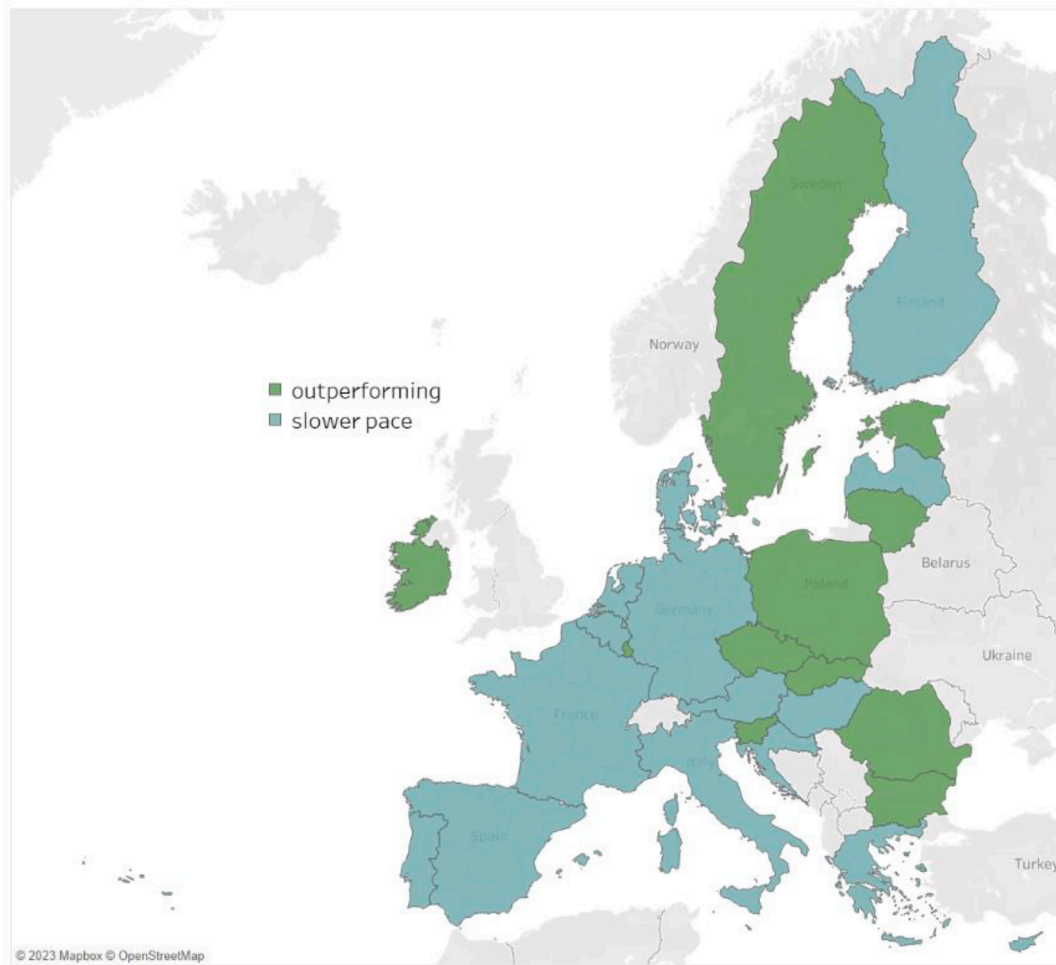 Sweden
Finland
Norway
outperforming
slower pace
Belarus
Poland
Germany
Ukraine
France
Italy
Spain
Turkey
© 2023 Mapbox © OpenStreetMap